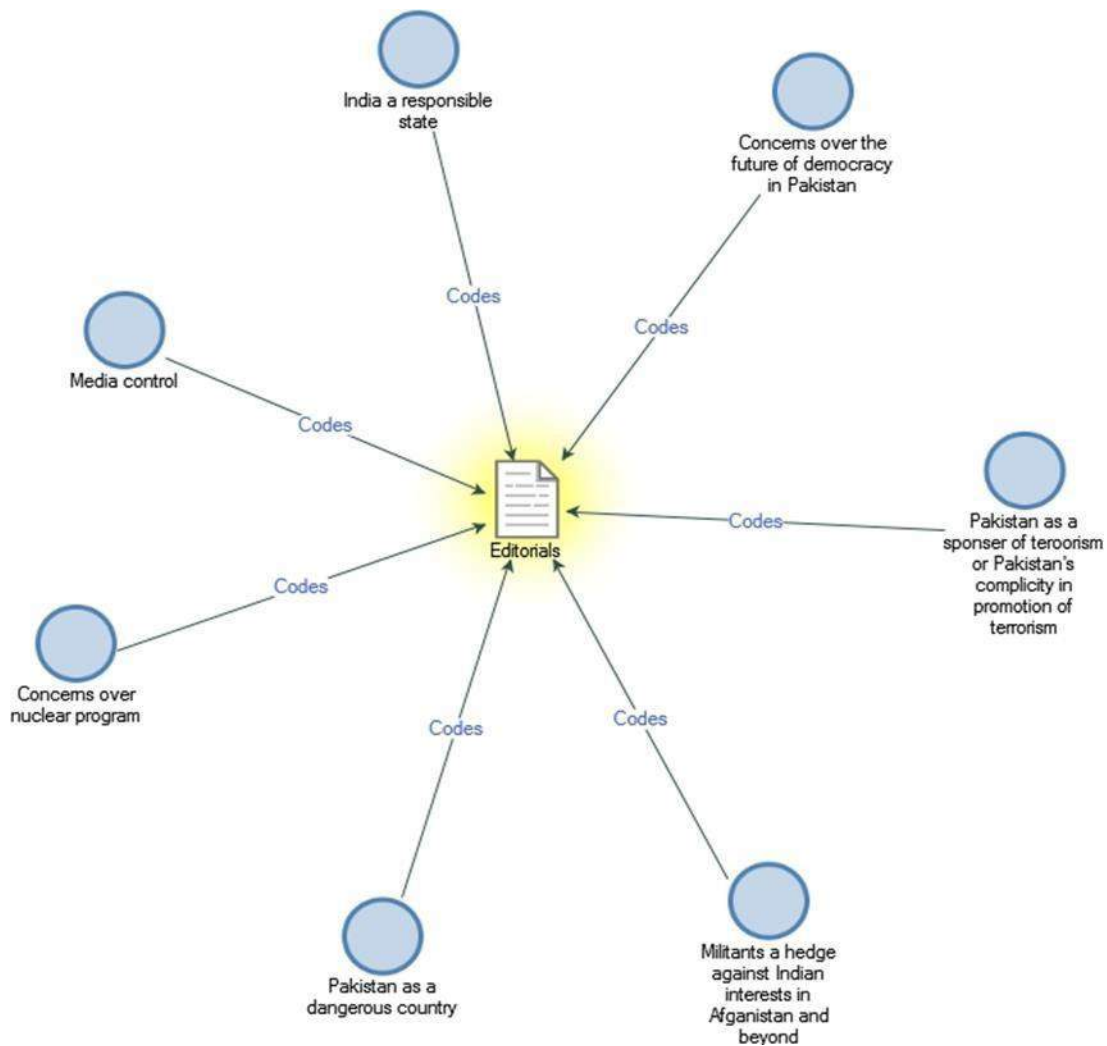 India a responsible
state
Concerns over the
future of democracy
in Pakistan
Codes
Codes
Media control
Codes
Editorials
Codes
Pakistan as a
sponser of teroorism
or Pakistan's
complicity in
promotion of
terrorism
Codes
Concerns over
nuclear program
Codes
Codes
Pakistan as a
dangerous country
Militants a hedge
against Indian
interests in
Afganistan and
beyond